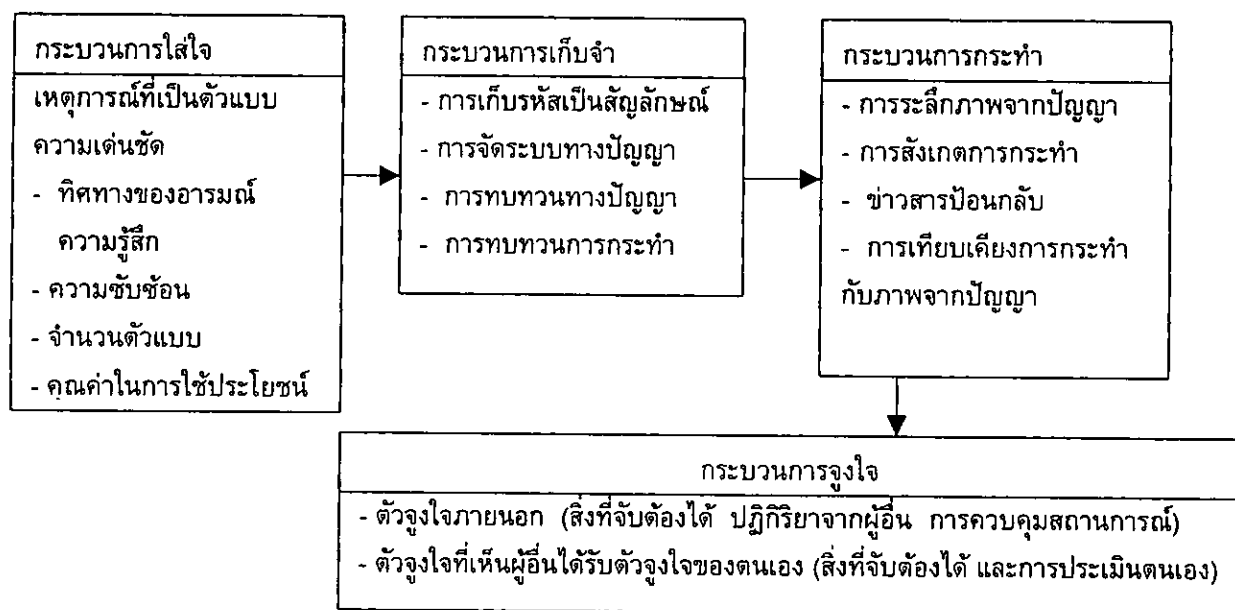 กระบวนการใส่ใจ
เหตุการณ์ที่เป็นตัวแบบ
ความเด่นชัด
- ทิศทางของอารมณ์
ความรู้สึก
- ความซับซ้อน
- จำนวนตัวแบบ
- คุณค่าในการใช้ประโยชน์
กระบวนการเก็บจำ
- การเก็บรหัสเป็นสัญลักษณ์
- การจัดระบบทางปัญญา
- การทบทวนทางปัญญา
- การทบทวนการกระทำ
กระบวนการกระทำ
- การระลึกภาพจากปัญญา
- การสังเกตการกระทำ
- ข่าวสารป้อนกลับ
- การเทียบเคียงการกระทำ
กับภาพจากปัญญา
กระบวนการจูงใจ
- ตัวจูงใจภายนอก (สิ่งที่จับต้องได้ ปฏิกิริยาจากผู้อื่น การควบคุมสถานการณ์)
- ตัวจูงใจที่เห็นผู้อื่นได้รับตัวจูงใจของตนเอง (สิ่งที่จับต้องได้ และการประเมินตนเอง)